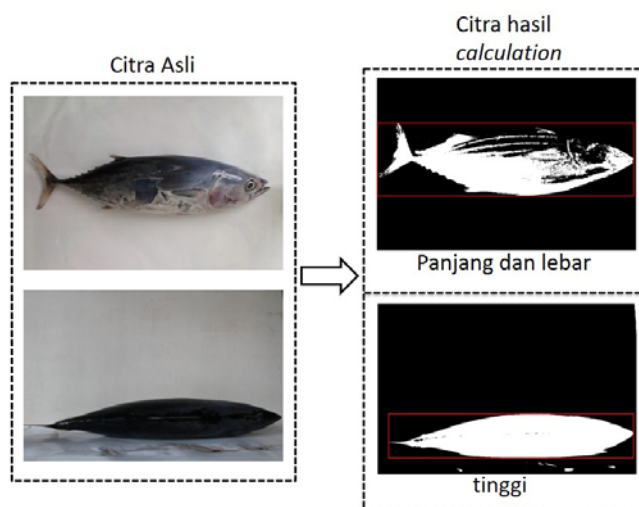 Citra Asli
Citra hasil
calculation
Panjang dan lebar
tinggi